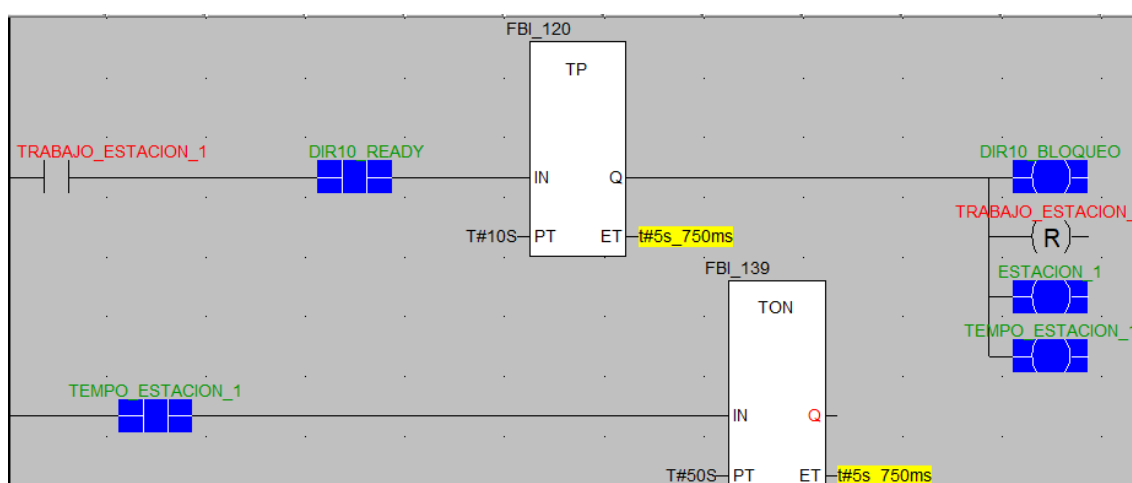 FBI_120
TP
TRABAJO_ESTACION_1
DIR10_READY
DIR10_BLOQUEO
IN
Q
TRABAJO_ESTACION_
T#10S
PT
ET
t#5s_750ms
R
FBI_139
ESTACION_1
TON
TEMPO_ESTACION_1
TEMPO_ESTACION_1
IN
Q
T#50S
PT
ET
t#5s_750ms